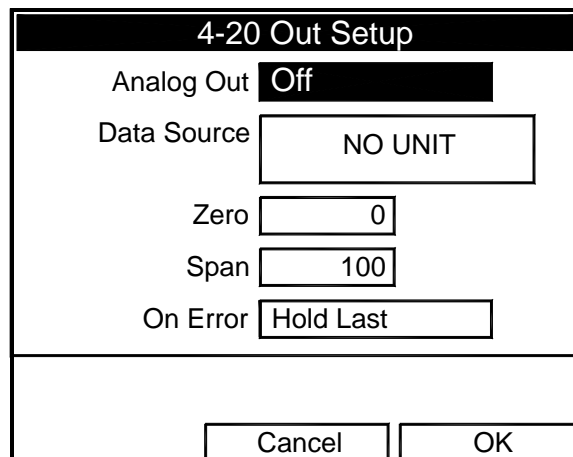 4-20 Out Setup
Analog Out Off
Data Source NO UNIT
Zero 0
Span 100
On Error Hold Last
Cancel OK